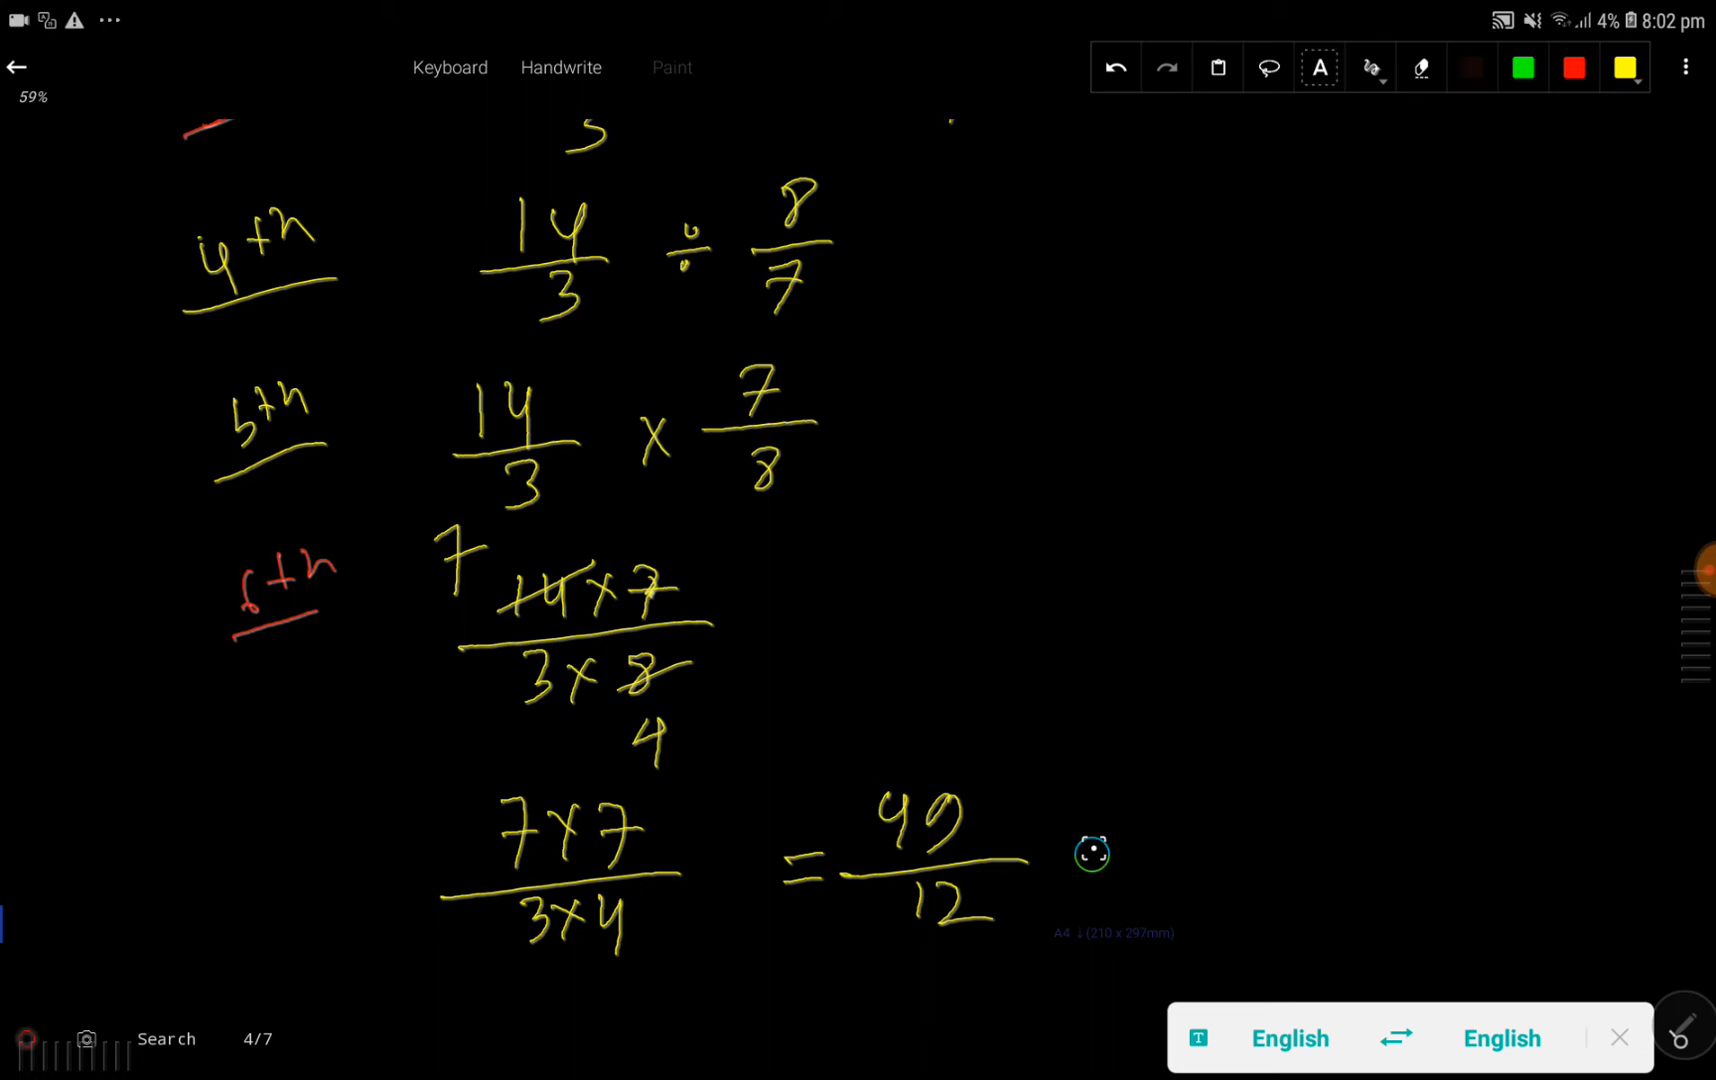 4% 8:02 pm
Keyboard Handwrite Paint
A
59%
3
4th 14/3 ÷ 8/7
5th 14/3 x 7/8
7
6th 14x7/3x8
4
7x7/3x4 = 49/12
A4 ↓(210 x 297mm)
Search 4/7
T English English